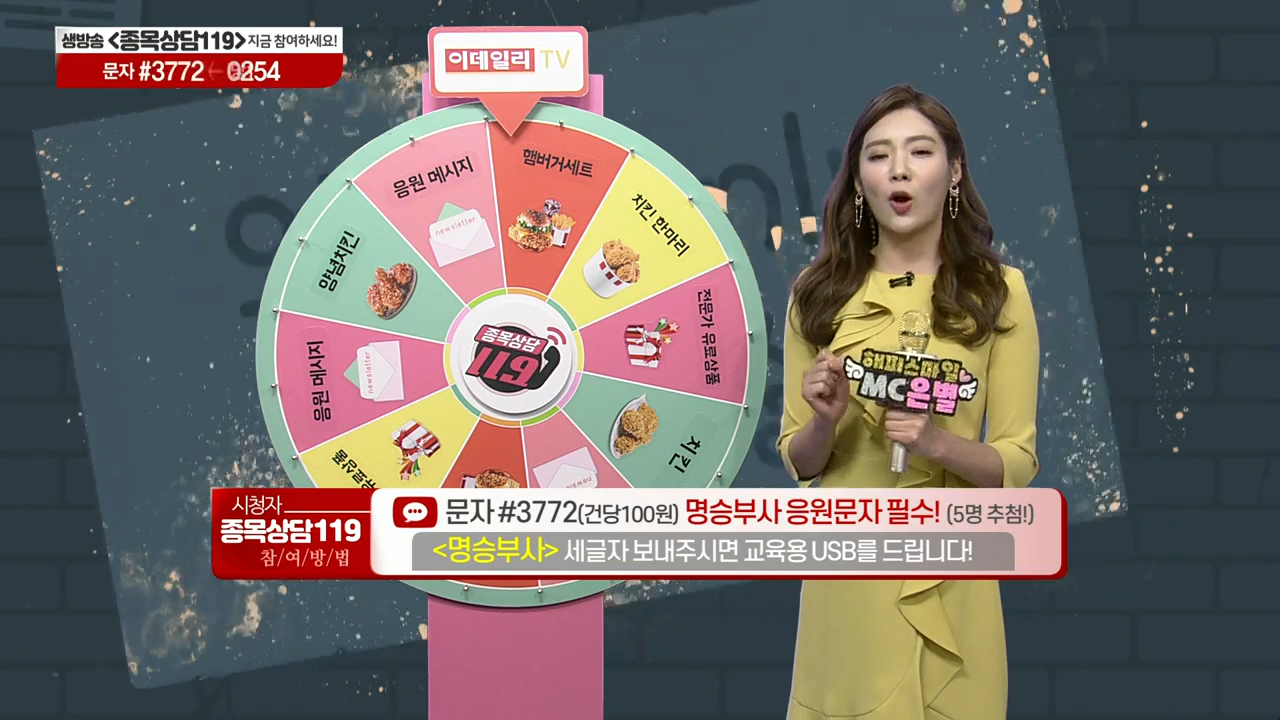 생방송 <종목상담119> 지금 참여하세요!
문자 #3772 0254
이데일리 TV
햄버거세트
치킨 한마리
전문가 유료상품
치킨
응원 메시지
양념치킨
응원 메시지
newsletter
newsletter
종목상담
119
해피스마일
MC은별
시청자
종목상담119
참/여/방/법
문자 #3772(건당100원) 명승부사 응원문자 필수! (5명 추첨!)
<명승부사> 세글자 보내주시면 교육용 USB를 드립니다!